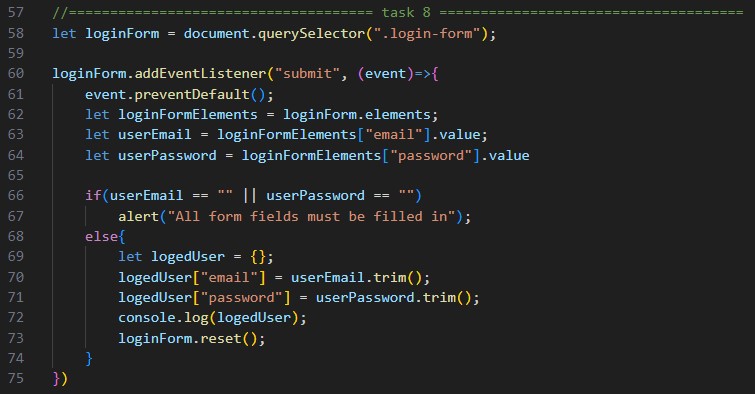 57 //===================================== task 8 =====================================
58 let loginForm = document.querySelector(".login-form");
59
60 loginForm.addEventListener("submit", (event)=>{
61     event.preventDefault();
62     let loginFormElements = loginForm.elements;
63     let userEmail = loginFormElements["email"].value;
64     let userPassword = loginFormElements["password"].value
65
66     if(userEmail == "" || userPassword == "")
67         alert("All form fields must be filled in");
68     else{
69         let logedUser = {};
70         logedUser["email"] = userEmail.trim();
71         logedUser["password"] = userPassword.trim();
72         console.log(logedUser);
73         loginForm.reset();
74     }
75 })